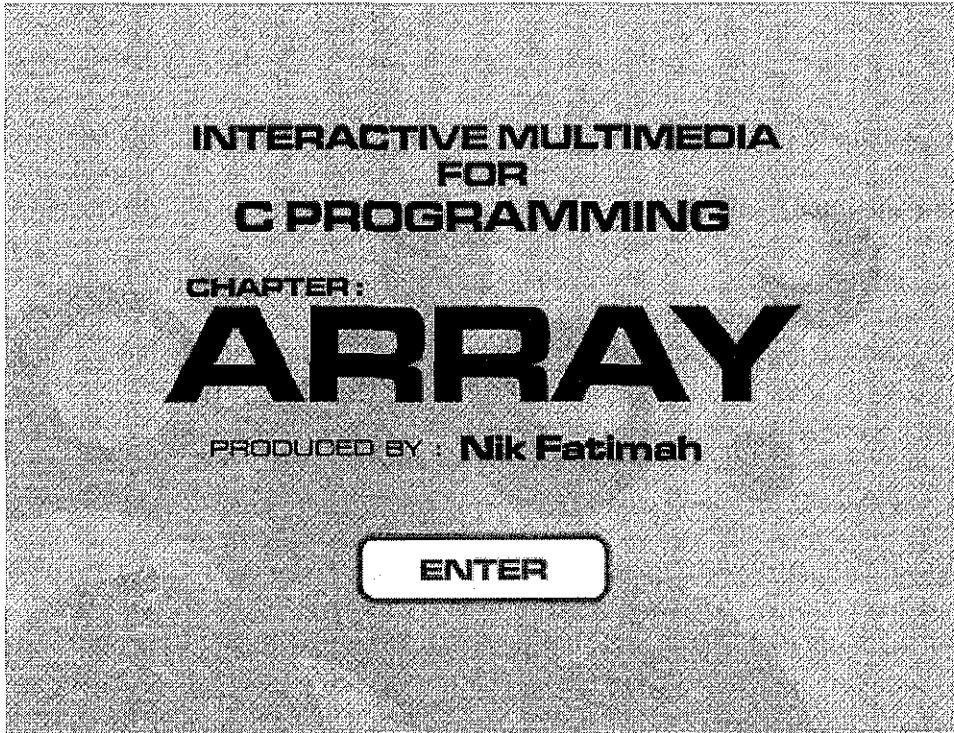 INTERACTIVE MULTIMEDIA
FOR
C PROGRAMMING
CHAPTER :
ARRAY
PRODUCED BY : Nik Fatimah
ENTER